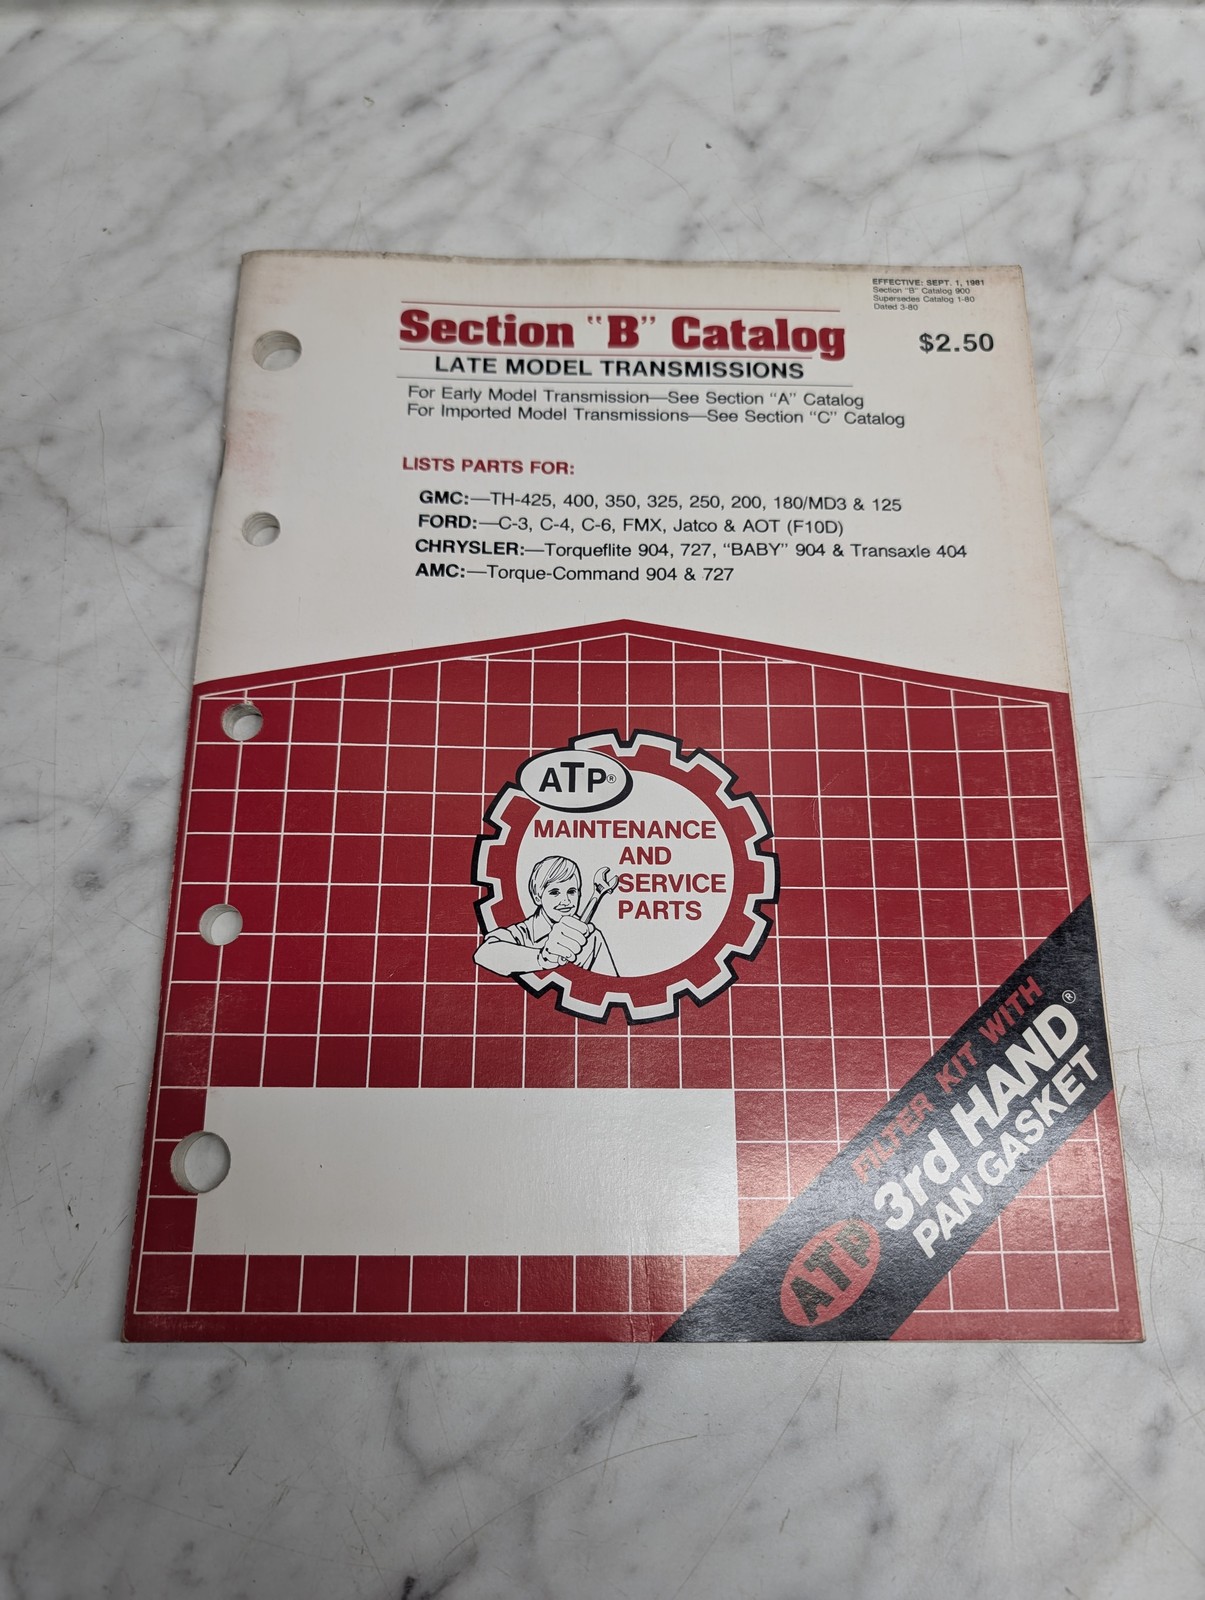 EFFECTIVE: SEPT. 1, 1981
Section "B" Catalog 900
Supersedes Catalog 1-80
Dated 3-80
Section "B" Catalog
$2.50
LATE MODEL TRANSMISSIONS
For Early Model Transmission—See Section "A" Catalog
For Imported Model Transmissions—See Section "C" Catalog
LISTS PARTS FOR:
GMC:—TH-425, 400, 350, 325, 250, 200, 180/MD3 & 125
FORD:—C-3, C-4, C-6, FMX, Jatco & AOT (F10D)
CHRYSLER:—Torqueflite 904, 727, "BABY" 904 & Transaxle 404
AMC:—Torque-Command 904 & 727
ATP®
MAINTENANCE
AND
SERVICE
PARTS
FILTER KIT WITH
3rd HAND®
PAN GASKET
ATP